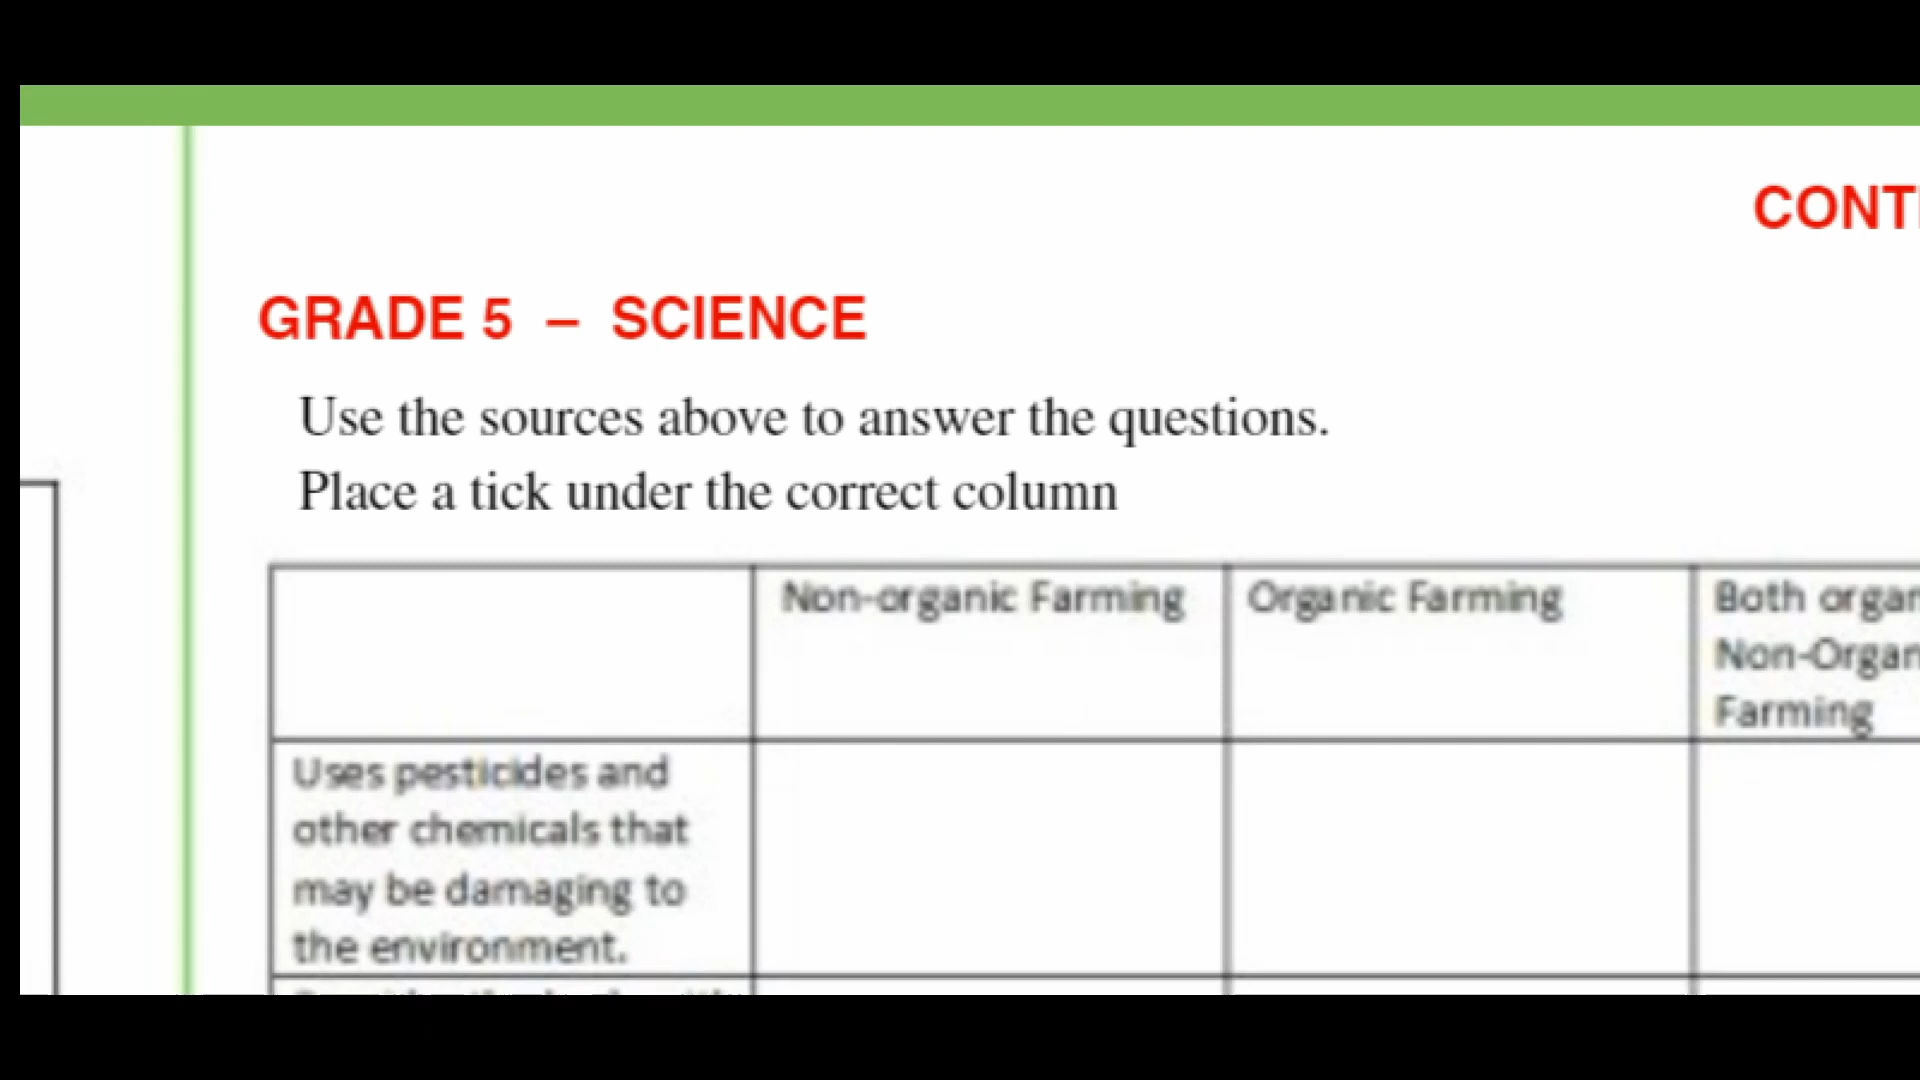 CONT
GRADE 5 – SCIENCE
Use the sources above to answer the questions.
Place a tick under the correct column
Non-organic Farming
Organic Farming
Both organ
Non-Organ
Farming
Uses pesticides and
other chemicals that
may be damaging to
the environment.